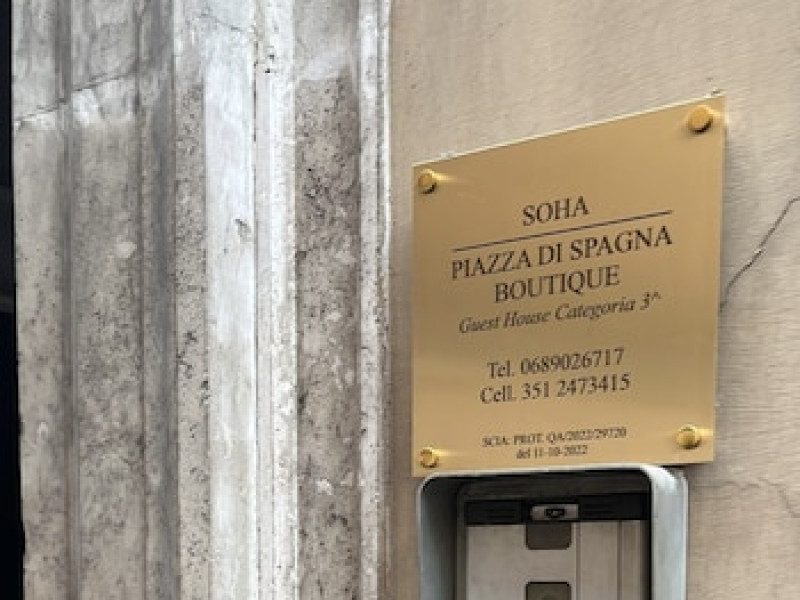 SOHA
PIAZZA DI SPAGNA
BOUTIQUE
Guest House Categoria 3^
Tel. 0689026717
Cell. 351 2473415
SCIA: PROT. QA/2022/29720
del 11-10-2022